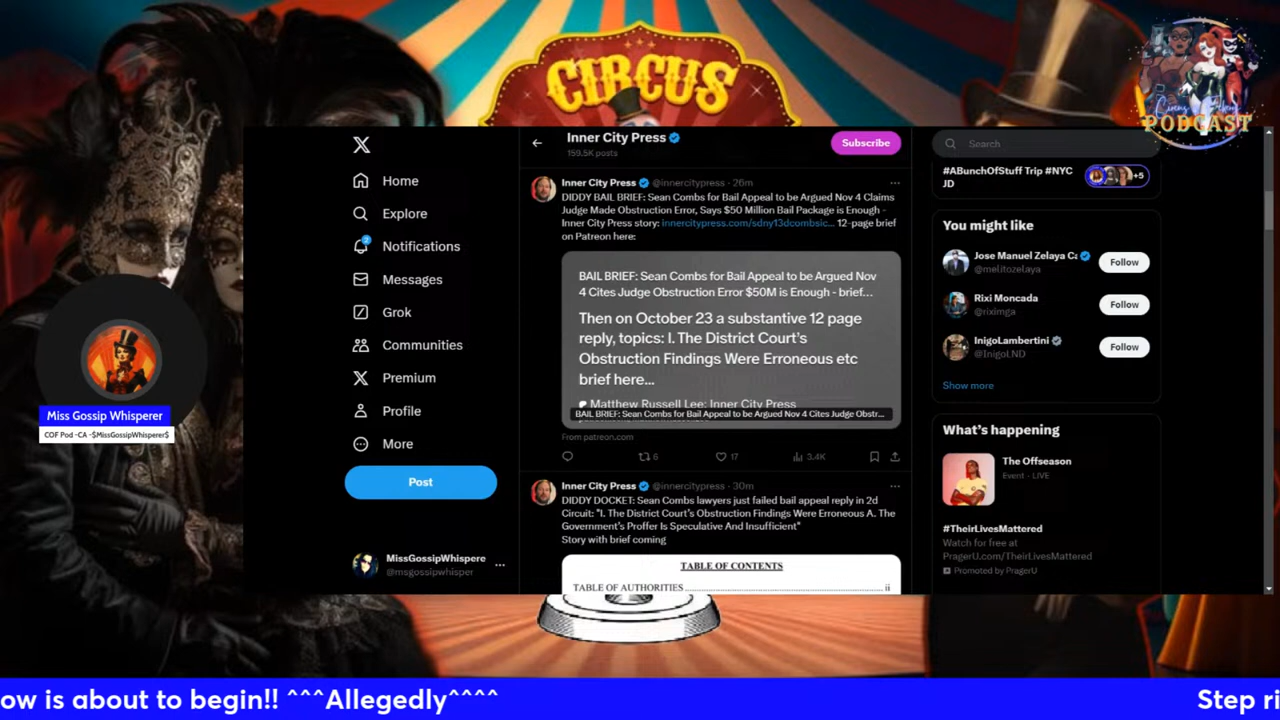 CIRCUS
Circus
PODCAST
Inner City Press
159.5K posts
Subscribe
Search
Home
Explore
2
Notifications
Messages
Grok
Communities
Premium
Profile
More
Post
MissGossipWhispere
@msgossipwhisper
Inner City Press @innercitypress · 26m
DIDDY BAIL BRIEF: Sean Combs for Bail Appeal to be Argued Nov 4 Claims
Judge Made Obstruction Error, Says $50 Million Bail Package is Enough -
Inner City Press story: innercitypress.com/sdny13dcombsic... 12-page brief
on Patreon here:
BAIL BRIEF: Sean Combs for Bail Appeal to be Argued Nov
4 Cites Judge Obstruction Error $50M is Enough - brief...
Then on October 23 a substantive 12 page
reply, topics: I. The District Court's
Obstruction Findings Were Erroneous etc
brief here...
Matthew Russell Lee: Inner City Press
BAIL BRIEF: Sean Combs for Bail Appeal to be Argued Nov 4 Cites Judge Obstr...
From patreon.com
6
17
3.4K
Inner City Press @innercitypress · 30m
DIDDY DOCKET: Sean Combs lawyers just failed bail appeal reply in 2d
Circuit: "I. The District Court's Obstruction Findings Were Erroneous A. The
Government's Proffer Is Speculative And Insufficient"
Story with brief coming
TABLE OF CONTENTS
TABLE OF AUTHORITIES ii
#ABunchOfStuff Trip #NYC
JD
+5
You might like
Jose Manuel Zelaya Ca
@melitozelaya
Follow
Rixi Moncada
@riximga
Follow
InigoLambertini
@InigoLND
Follow
Show more
What's happening
The Offseason
Event · LIVE
#TheirLivesMattered
Watch for free at
PragerU.com/TheirLivesMattered
Promoted by PragerU
Miss Gossip Whisperer
COF Pod -CA -$MissGossipWhisperer$
ow is about to begin!! ^^^Allegedly^^^^
Step ri